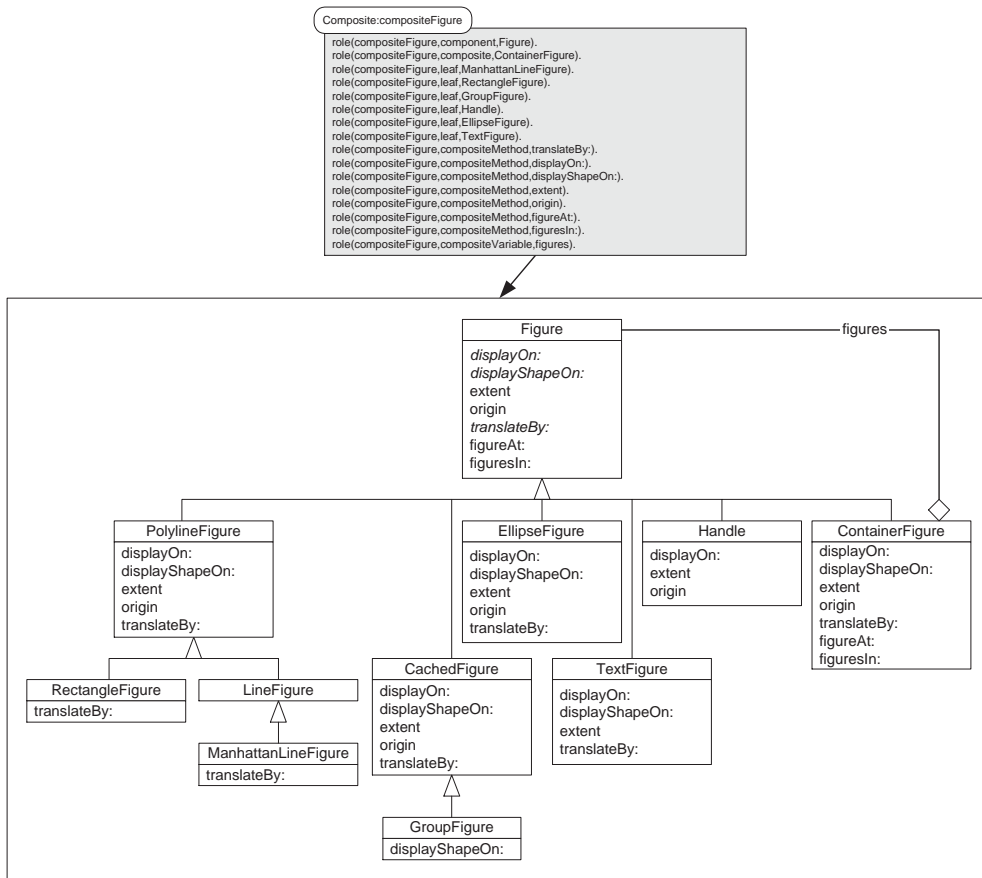 Composite:compositeFigure
role(compositeFigure,component,Figure).
role(compositeFigure,composite,ContainerFigure).
role(compositeFigure,leaf,ManhattanLineFigure).
role(compositeFigure,leaf,RectangleFigure).
role(compositeFigure,leaf,GroupFigure).
role(compositeFigure,leaf,Handle).
role(compositeFigure,leaf,EllipseFigure).
role(compositeFigure,leaf,TextFigure).
role(compositeFigure,compositeMethod,translateBy:).
role(compositeFigure,compositeMethod,displayOn:).
role(compositeFigure,compositeMethod,displayShapeOn:).
role(compositeFigure,compositeMethod,extent).
role(compositeFigure,compositeMethod,origin).
role(compositeFigure,compositeMethod,figureAt:).
role(compositeFigure,compositeMethod,figuresIn:).
role(compositeFigure,compositeVariable,figures).
Figure
displayOn:
displayShapeOn:
extent
origin
translateBy:
figureAt:
figuresIn:
figures
PolylineFigure
displayOn:
displayShapeOn:
extent
origin
translateBy:
EllipseFigure
displayOn:
displayShapeOn:
extent
origin
translateBy:
Handle
displayOn:
extent
origin
ContainerFigure
displayOn:
displayShapeOn:
extent
origin
translateBy:
figureAt:
figuresIn:
RectangleFigure
translateBy:
LineFigure
ManhattanLineFigure
translateBy:
CachedFigure
displayOn:
displayShapeOn:
extent
origin
translateBy:
TextFigure
displayOn:
displayShapeOn:
extent
translateBy:
GroupFigure
displayShapeOn: